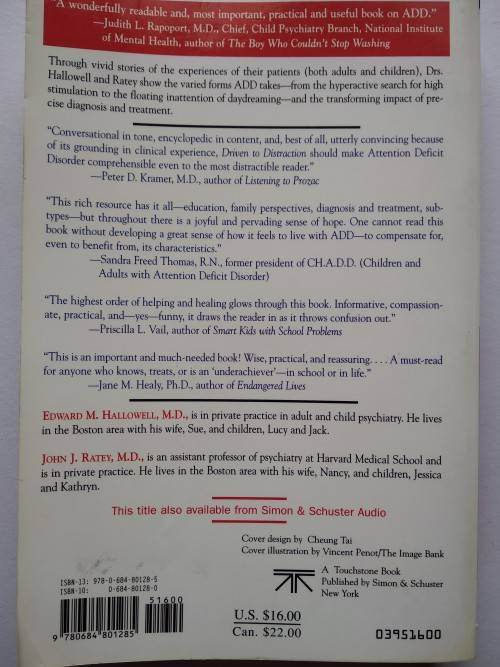 "A wonderfully readable and, most important, practical and useful book on ADD."
—Judith L. Rapoport, M.D., Chief, Child Psychiatry Branch, National Institute
of Mental Health, author of The Boy Who Couldn't Stop Washing
Through vivid stories of the experiences of their patients (both adults and children), Drs.
Hallowell and Ratey show the varied forms ADD takes—from the hyperactive search for high
stimulation to the floating inattention of daydreaming—and the transforming impact of pre-
cise diagnosis and treatment.
"Conversational in tone, encyclopedic in content, and, best of all, utterly convincing because
of its grounding in clinical experience, Driven to Distraction should make Attention Deficit
Disorder comprehensible even to the most distractible reader."
—Peter D. Kramer, M.D., author of Listening to Prozac
"This rich resource has it all—education, family perspectives, diagnosis and treatment, sub-
types—but throughout there is a joyful and pervading sense of hope. One cannot read this
book without developing a great sense of how it feels to live with ADD—to compensate for,
even to benefit from, its characteristics."
—Sandra Freed Thomas, R.N., former president of CH.A.D.D. (Children and
Adults with Attention Deficit Disorder)
"The highest order of helping and healing glows through this book. Informative, compassion-
ate, practical, and—yes—funny, it draws the reader in as it throws confusion out."
—Priscilla L. Vail, author of Smart Kids with School Problems
"This is an important and much-needed book! Wise, practical, and reassuring. . . . A must-read
for anyone who knows, treats, or is an 'underachiever'—in school or in life."
—Jane M. Healy, Ph.D., author of Endangered Lives
EDWARD M. HALLOWELL, M.D., is in private practice in adult and child psychiatry. He lives
in the Boston area with his wife, Sue, and children, Lucy and Jack.
JOHN J. RATEY, M.D., is an assistant professor of psychiatry at Harvard Medical School and
is in private practice. He lives in the Boston area with his wife, Nancy, and children, Jessica
and Kathryn.
This title also available from Simon & Schuster Audio
Cover design by Cheung Tai
Cover illustration by Vincent Penot/The Image Bank
ISBN-13: 978-0-684-80128-5
ISBN-10: 0-684-80128-0
51600
9 780684 801285
A Touchstone Book
Published by Simon & Schuster
New York
U.S. $16.00
Can. $22.00
03951600